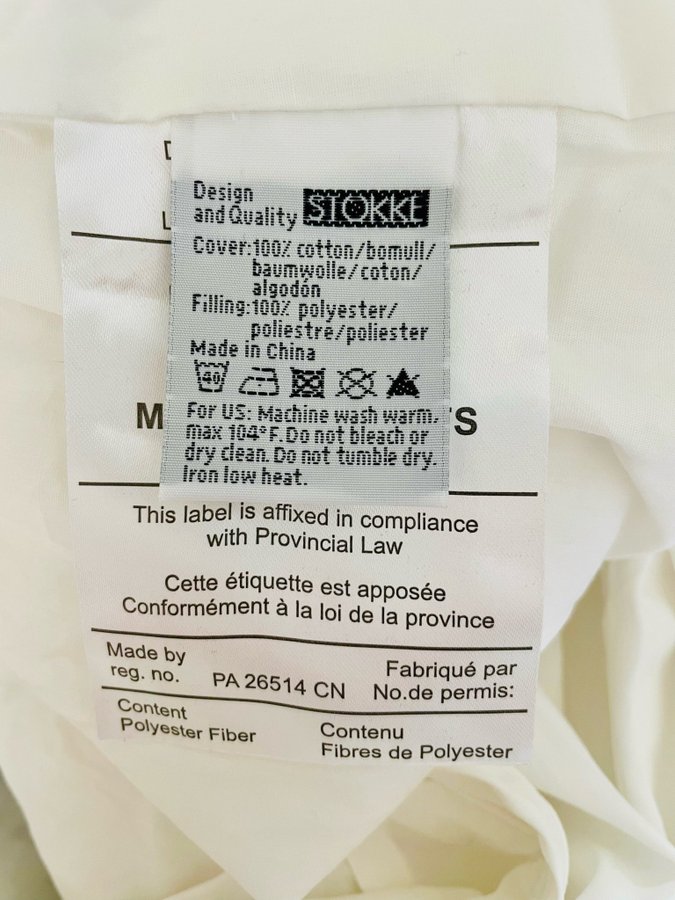 Design
and Quality STOKKE
Cover:100% cotton/bomull/
baumwolle/coton/
algodón
Filling:100% polyester/
poliestre/poliester
Made in China
40
For US: Machine wash warm,
max 104°F. Do not bleach or
dry clean. Do not tumble dry.
Iron low heat.
This label is affixed in compliance
with Provincial Law
Cette étiquette est apposée
Conformément à la loi de la province
Made by
reg. no.
PA 26514 CN
Fabriqué par
No.de permis:
Content
Polyester Fiber
Contenu
Fibres de Polyester